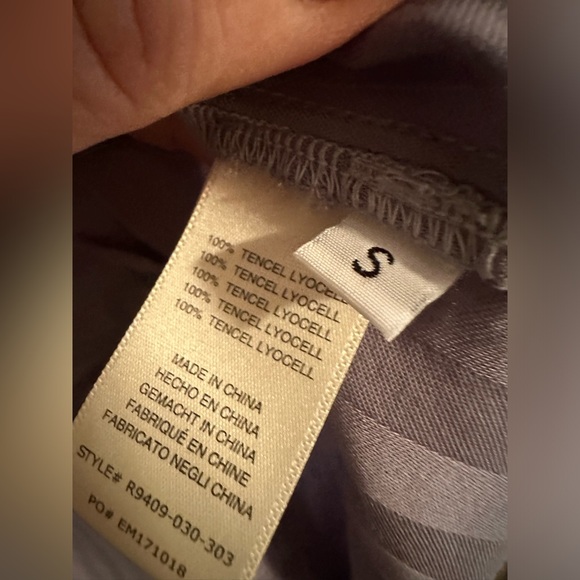 100% TENCEL LYOCELL
100% TENCEL LYOCELL
100% TENCEL LYOCELL
100% TENCEL LYOCELL
100% TENCEL LYOCELL
S
MADE IN CHINA
HECHO EN CHINA
GEMACHT IN CHINA
FABRIQUÉ EN CHINE
FABRICATO NEGLI CHINA
STYLE# R9409-030-303
PO# EM171018